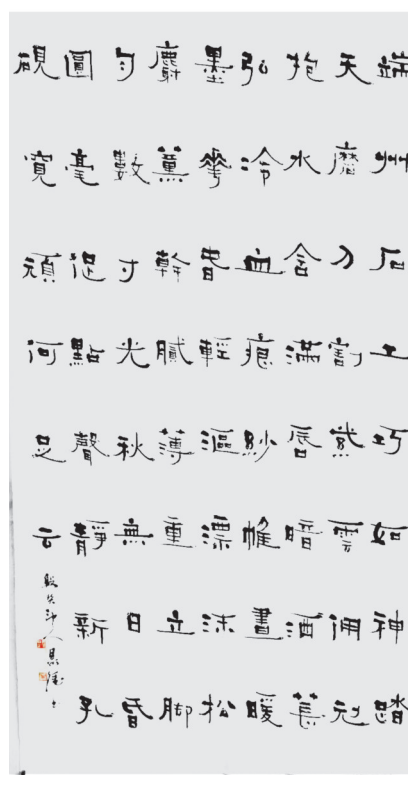 端州石工巧如神踏
天磨刀割紫雲佣刓
抱水含滿唇暗洒萇
弘冷血痕紗帷晝暖
墨華春輕漚漂沫松
麝薰幹膩薄重立脚
勻數寸光秋無日昏
圓毫促點聲靜新孔
硯寬頑何足云